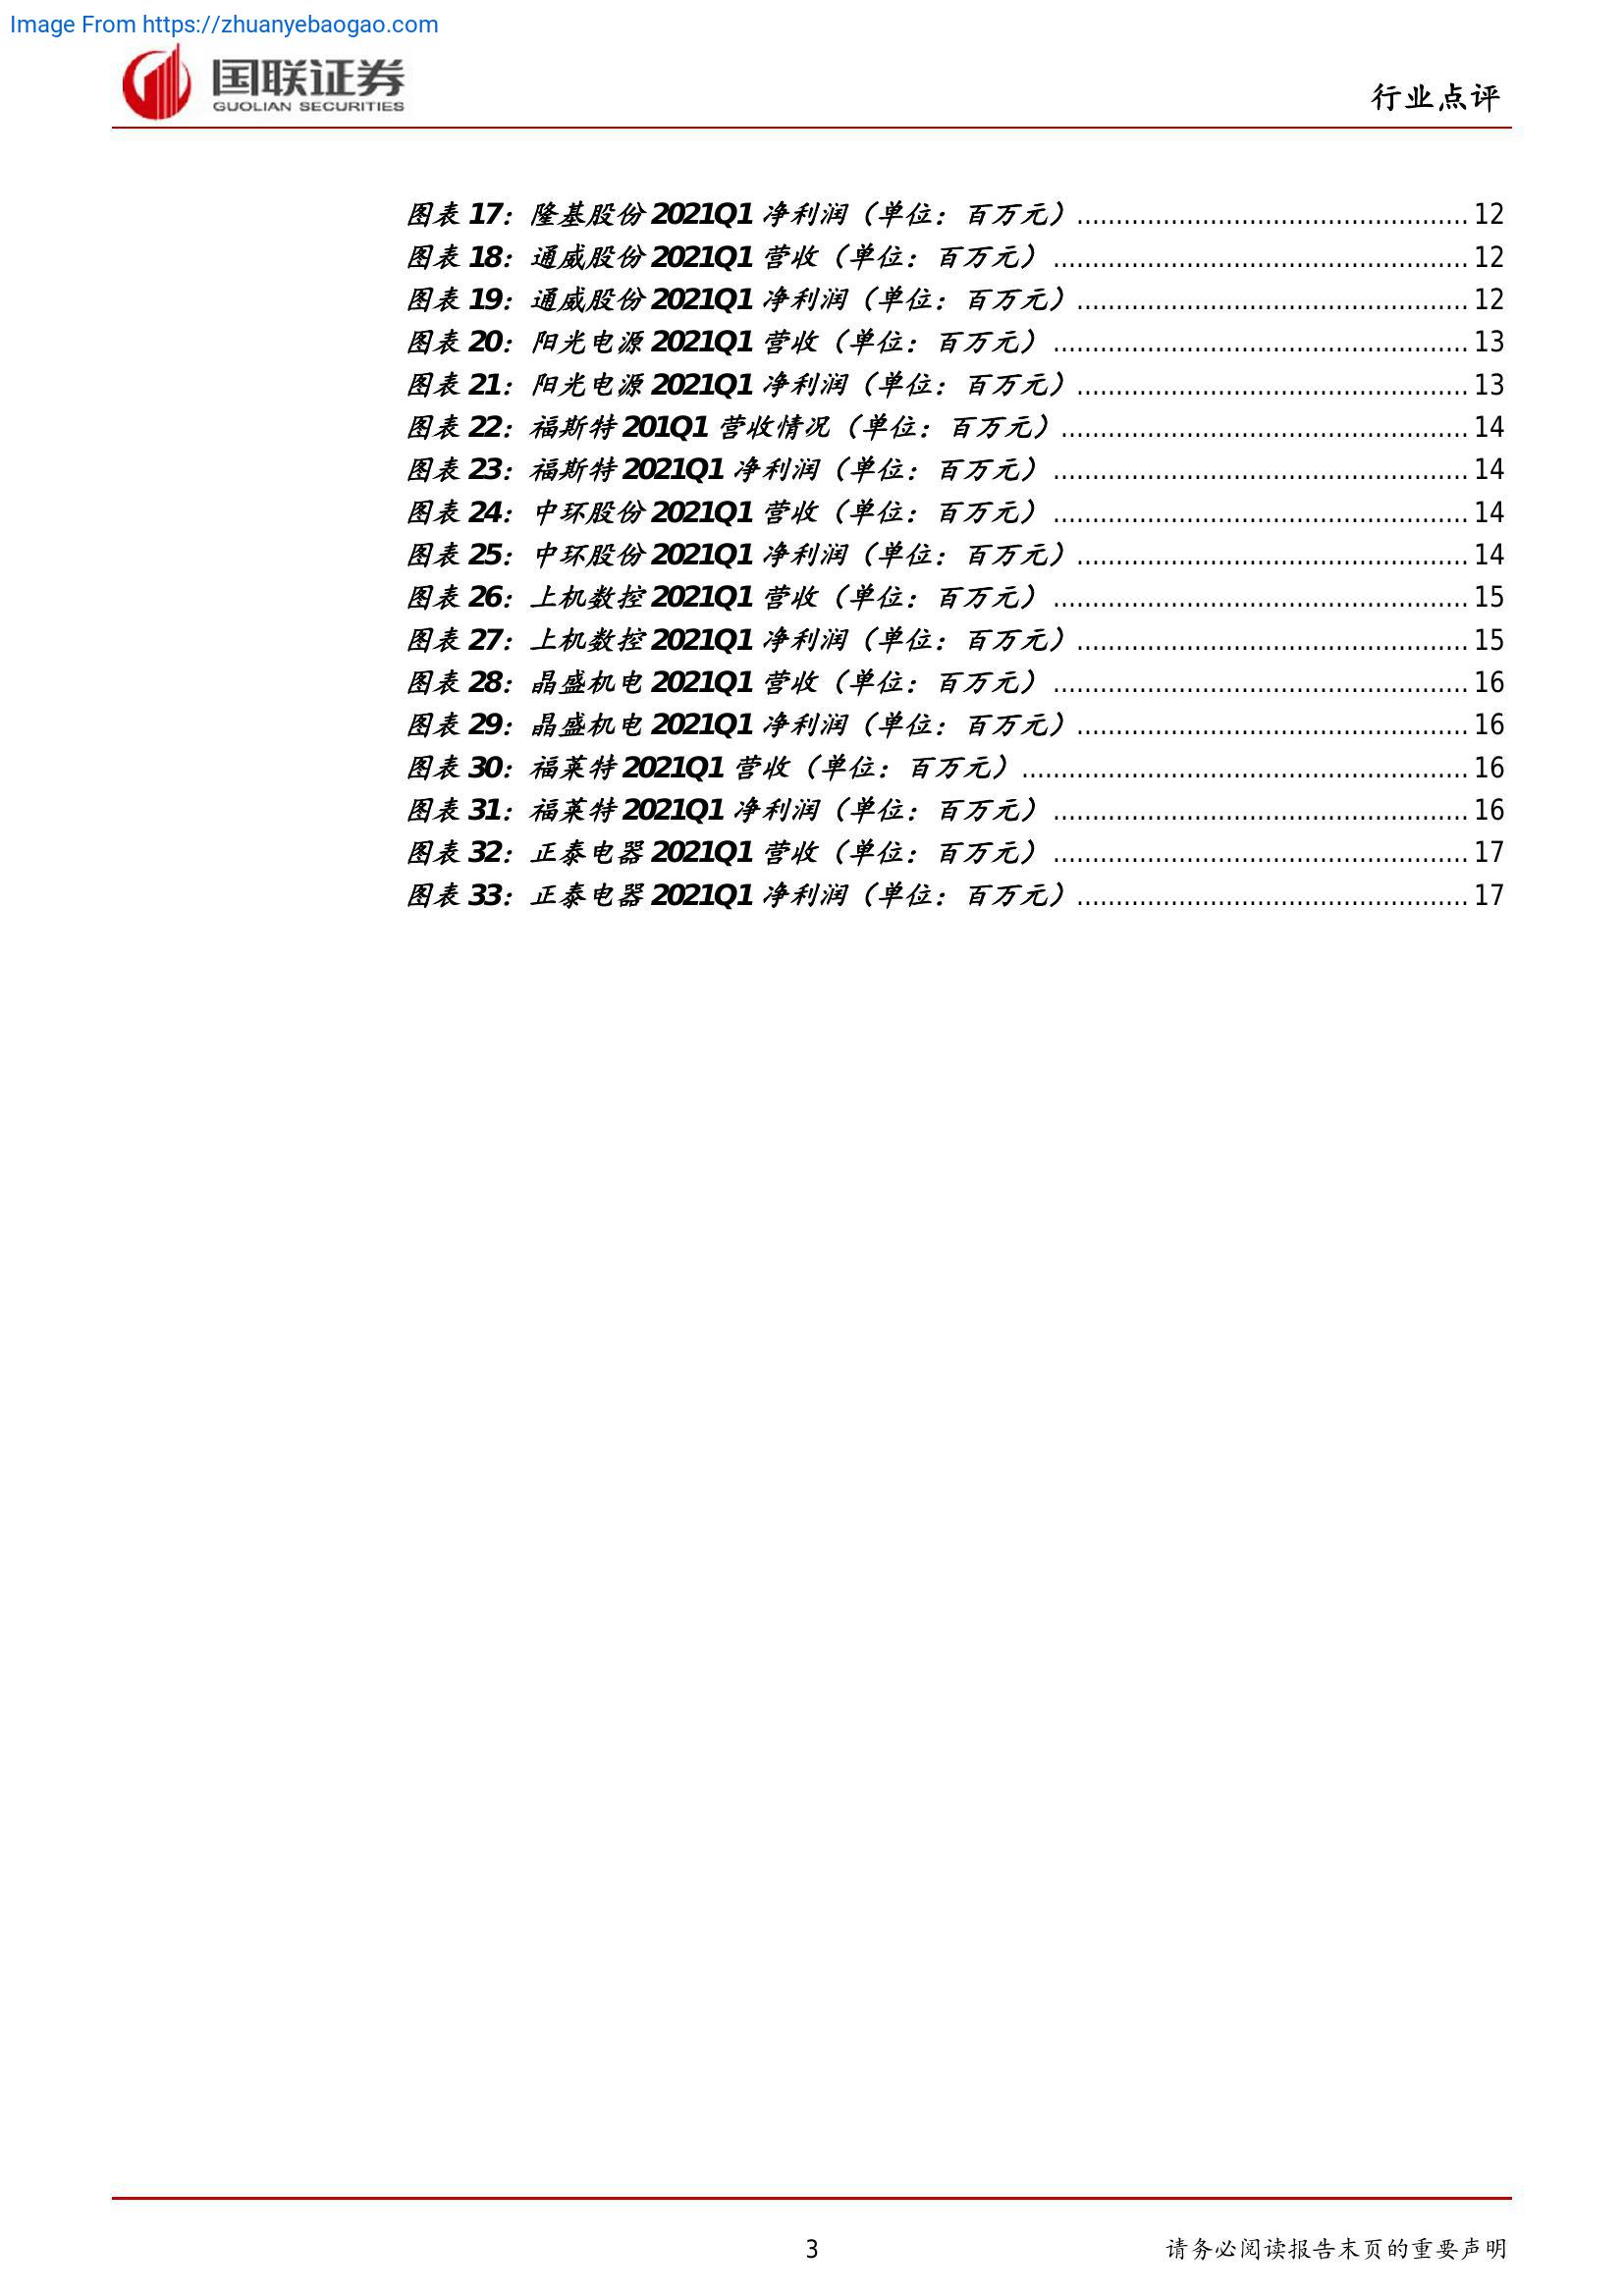 Image From https://zhuanyebaogao.com
国联证券
GUOLIAN SECURITIES
行业点评
图表 17：隆基股份 2021Q1 净利润（单位：百万元）.................................................. 12
图表 18：通威股份 2021Q1 营收（单位：百万元）..................................................... 12
图表 19：通威股份 2021Q1 净利润（单位：百万元）.................................................. 12
图表 20：阳光电源 2021Q1 营收（单位：百万元）..................................................... 13
图表 21：阳光电源 2021Q1 净利润（单位：百万元）.................................................. 13
图表 22：福斯特 201Q1 营收情况（单位：百万元）.................................................... 14
图表 23：福斯特 2021Q1 净利润（单位：百万元）..................................................... 14
图表 24：中环股份 2021Q1 营收（单位：百万元）..................................................... 14
图表 25：中环股份 2021Q1 净利润（单位：百万元）.................................................. 14
图表 26：上机数控 2021Q1 营收（单位：百万元）..................................................... 15
图表 27：上机数控 2021Q1 净利润（单位：百万元）.................................................. 15
图表 28：晶盛机电 2021Q1 营收（单位：百万元）..................................................... 16
图表 29：晶盛机电 2021Q1 净利润（单位：百万元）.................................................. 16
图表 30：福莱特 2021Q1 营收（单位：百万元）......................................................... 16
图表 31：福莱特 2021Q1 净利润（单位：百万元）..................................................... 16
图表 32：正泰电器 2021Q1 营收（单位：百万元）..................................................... 17
图表 33：正泰电器 2021Q1 净利润（单位：百万元）.................................................. 17
3
请务必阅读报告末页的重要声明